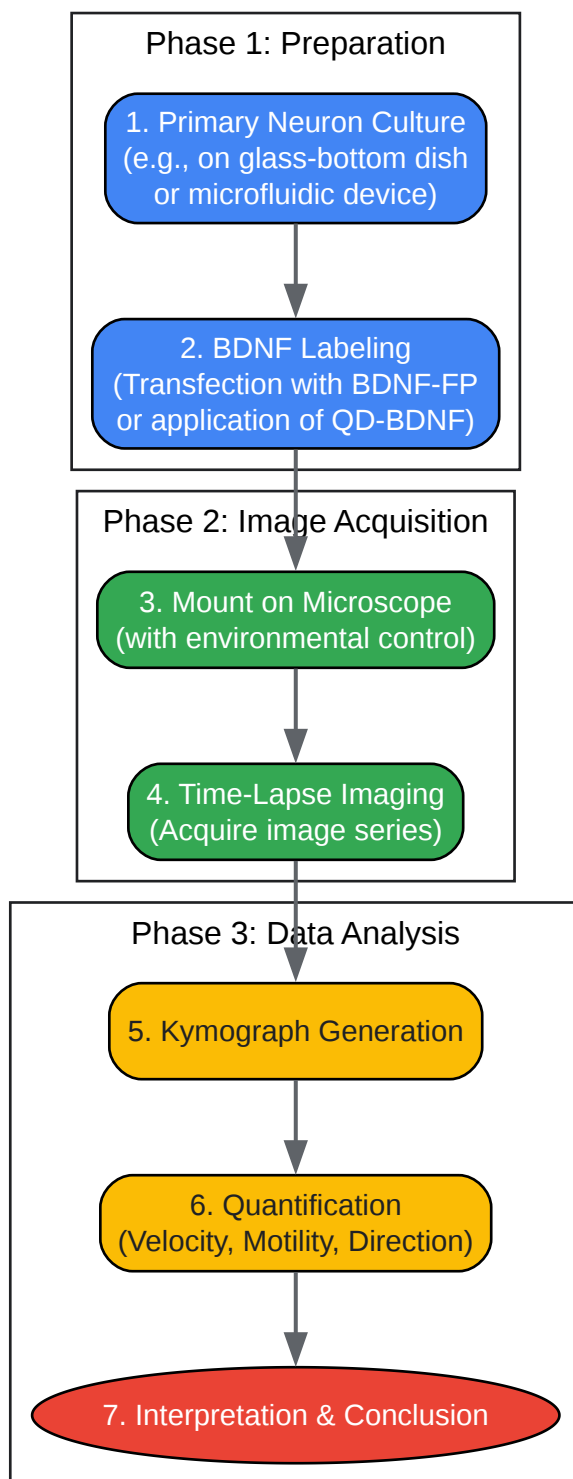 Phase 1: Preparation
1. Primary Neuron Culture
(e.g., on glass-bottom dish
or microfluidic device)
2. BDNF Labeling
(Transfection with BDNF-FP
or application of QD-BDNF)
Phase 2: Image Acquisition
3. Mount on Microscope
(with environmental control)
4. Time-Lapse Imaging
(Acquire image series)
Phase 3: Data Analysis
5. Kymograph Generation
6. Quantification
(Velocity, Motility, Direction)
7. Interpretation & Conclusion